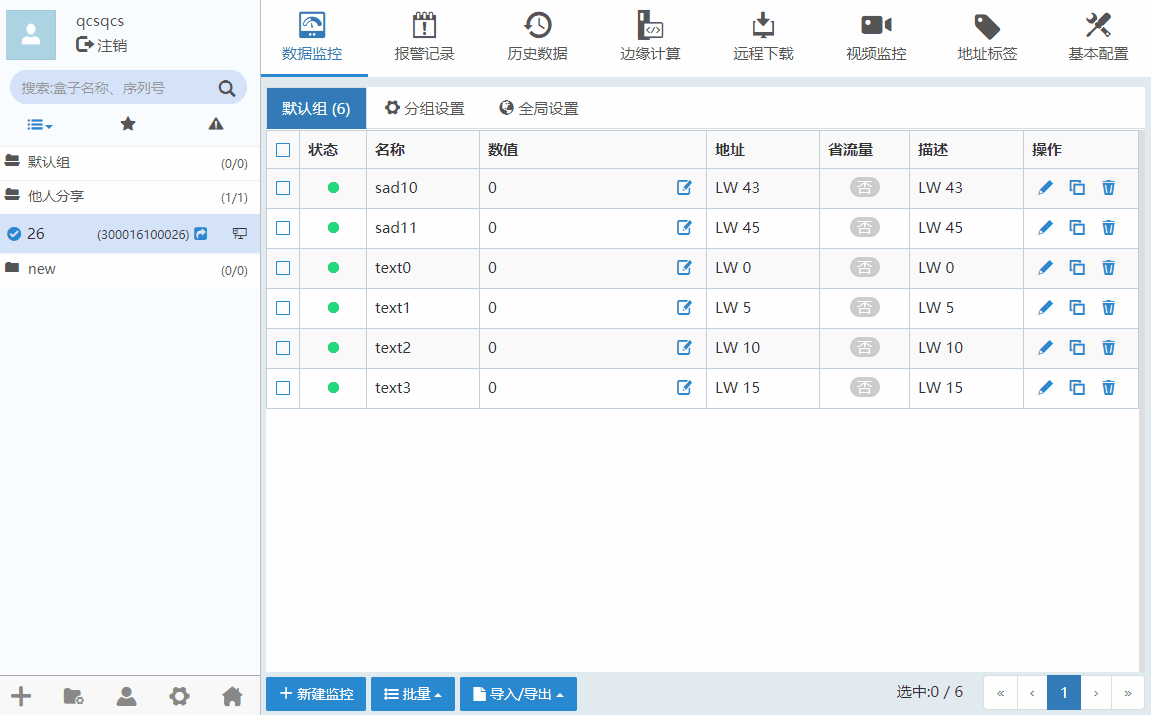 qcsqcs
注销
搜索:盒子名称、序列号
默认组 (0/0)
他人分享 (1/1)
26 (300016100026)
new (0/0)
数据监控 报警记录 历史数据 边缘计算 远程下载 视频监控 地址标签 基本配置
默认组 (6) 分组设置 全局设置
状态 名称 数值 地址 省流量 描述 操作
sad10 0 LW 43 否 LW 43
sad11 0 LW 45 否 LW 45
text0 0 LW 0 否 LW 0
text1 0 LW 5 否 LW 5
text2 0 LW 10 否 LW 10
text3 0 LW 15 否 LW 15
新建监控 批量 导入/导出 选中:0 / 6 « ‹ 1 › »